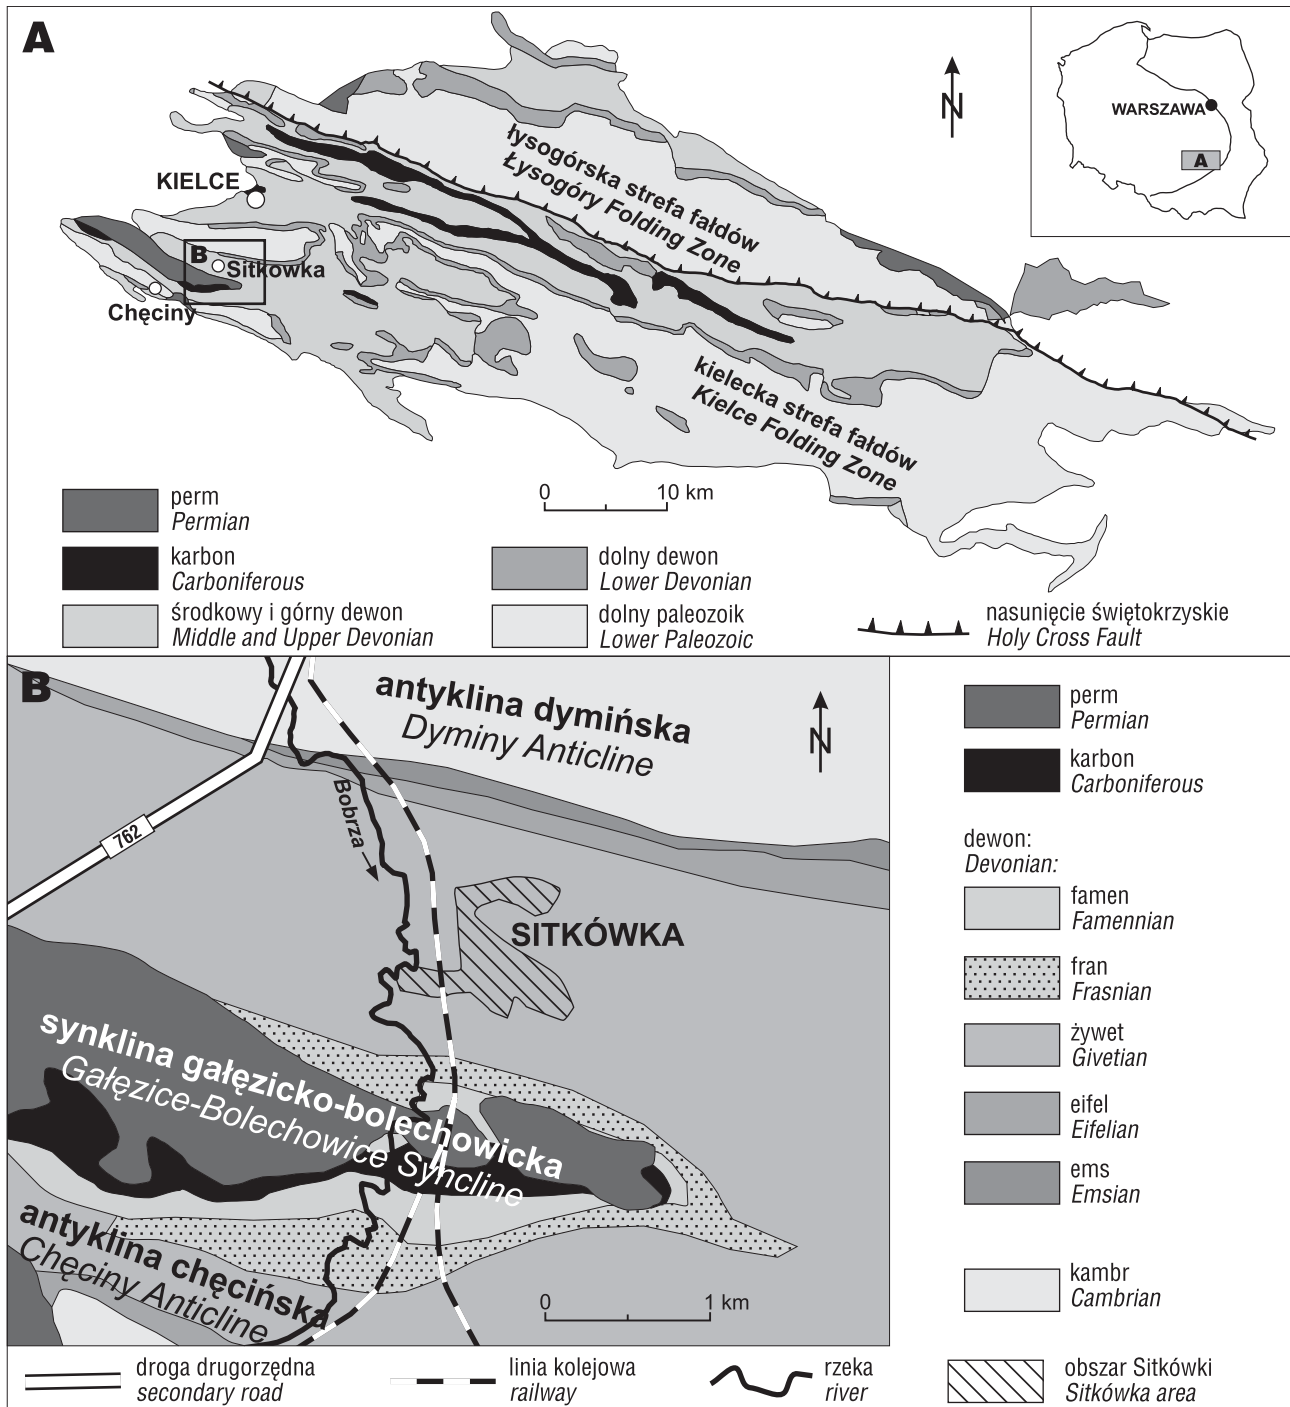 A
N
WARSZAWA
A
łysogórska strefa fałdów
Łysogóry Folding Zone
KIELCE
B
Sitkówka
Chęciny
kielecka strefa fałdów
Kielce Folding Zone
0 10 km
perm
Permian
karbon
Carboniferous
środkowy i górny dewon
Middle and Upper Devonian
dolny dewon
Lower Devonian
dolny paleozoik
Lower Paleozoic
nasunięcie świętokrzyskie
Holy Cross Fault
B
antyklina dymińska
Dyminy Anticline
N
762
Bobrza
SITKÓWKA
synklina gałęzicko-bolechowicka
Gałęzice-Bolechowice Syncline
antyklina chęcińska
Chęciny Anticline
0 1 km
perm
Permian
karbon
Carboniferous
dewon:
Devonian:
famen
Famennian
fran
Frasnian
żywet
Givetian
eifel
Eifelian
ems
Emsian
kambr
Cambrian
droga drugorzędna
secondary road
linia kolejowa
railway
rzeka
river
obszar Sitkówki
Sitkówka area